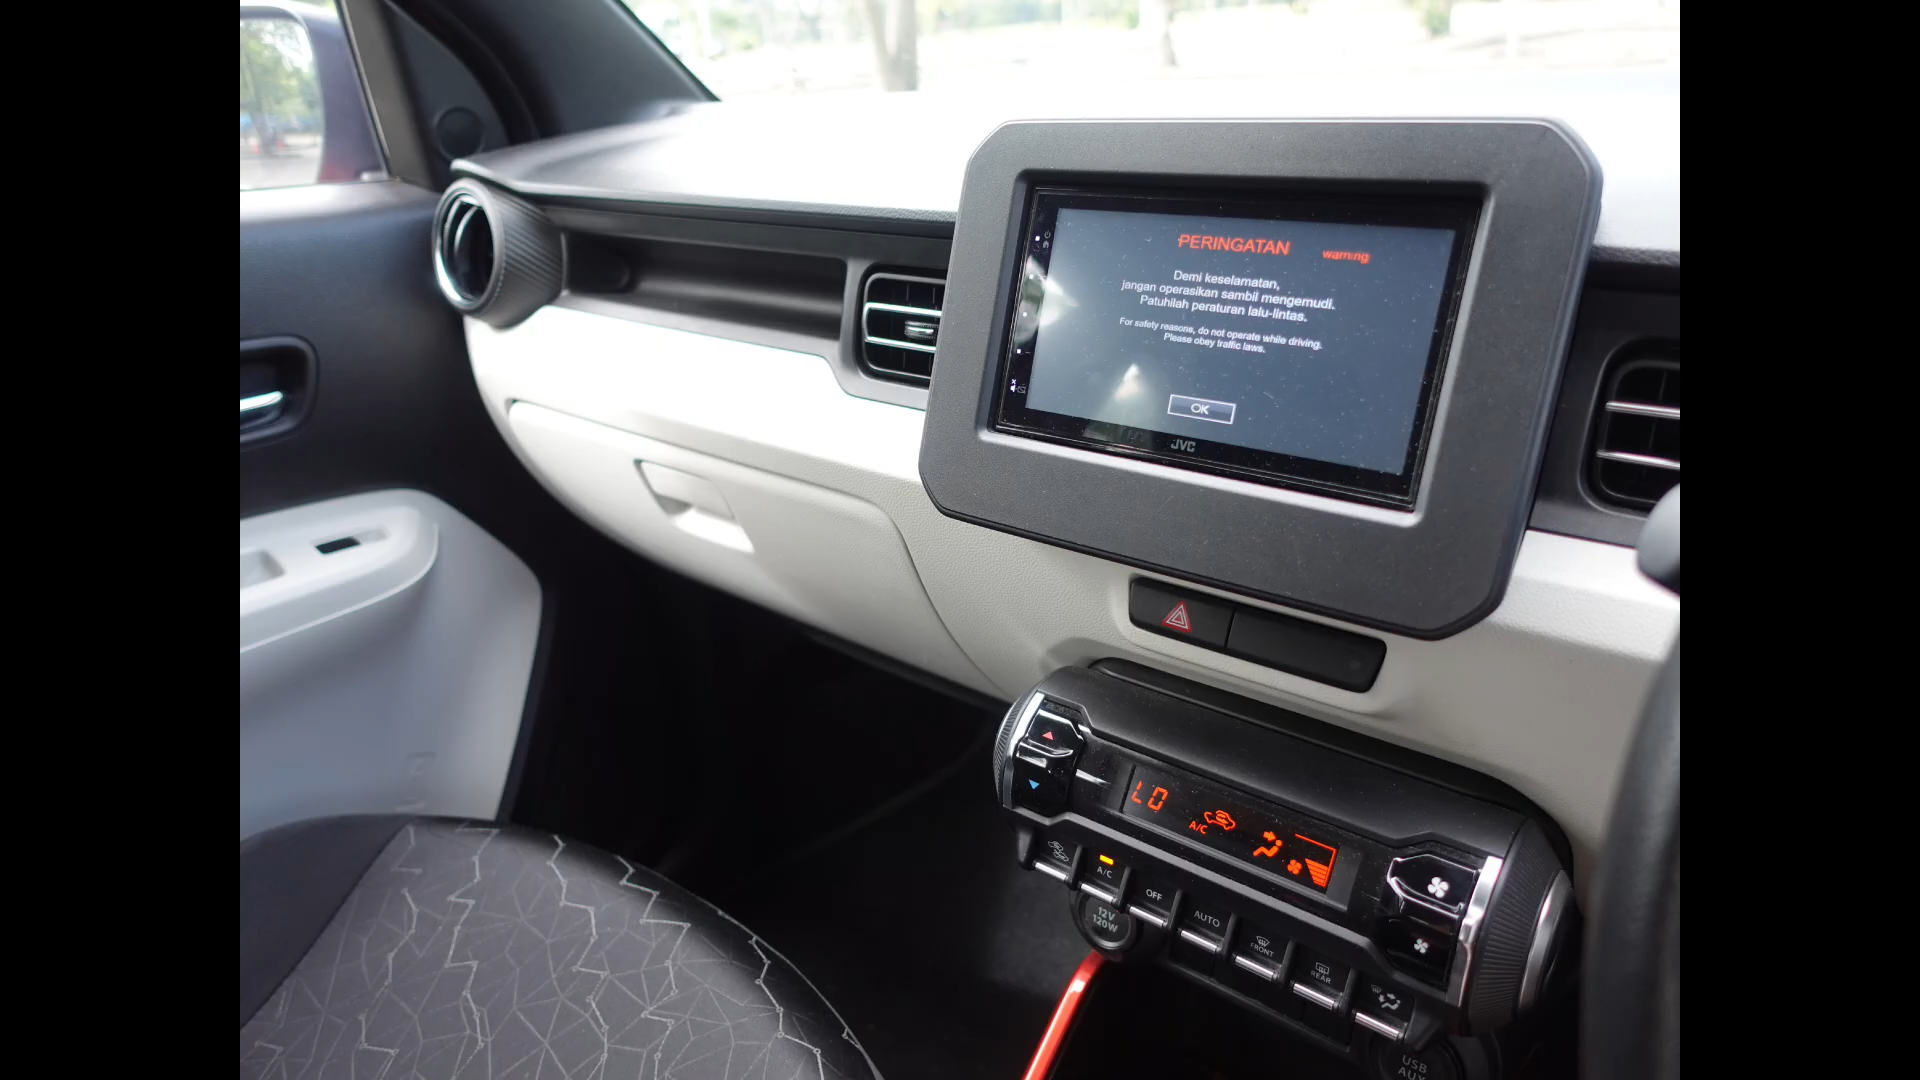 PERINGATAN warning
Demi keselamatan,
jangan operasikan sambil mengemudi.
Patuhilah peraturan lalu-lintas.
For safety reasons, do not operate while driving.
Please obey traffic laws.
OK
JVC
LO
A/C
A/C
OFF
AUTO
FRONT
REAR
12V
120W
USB
AUX